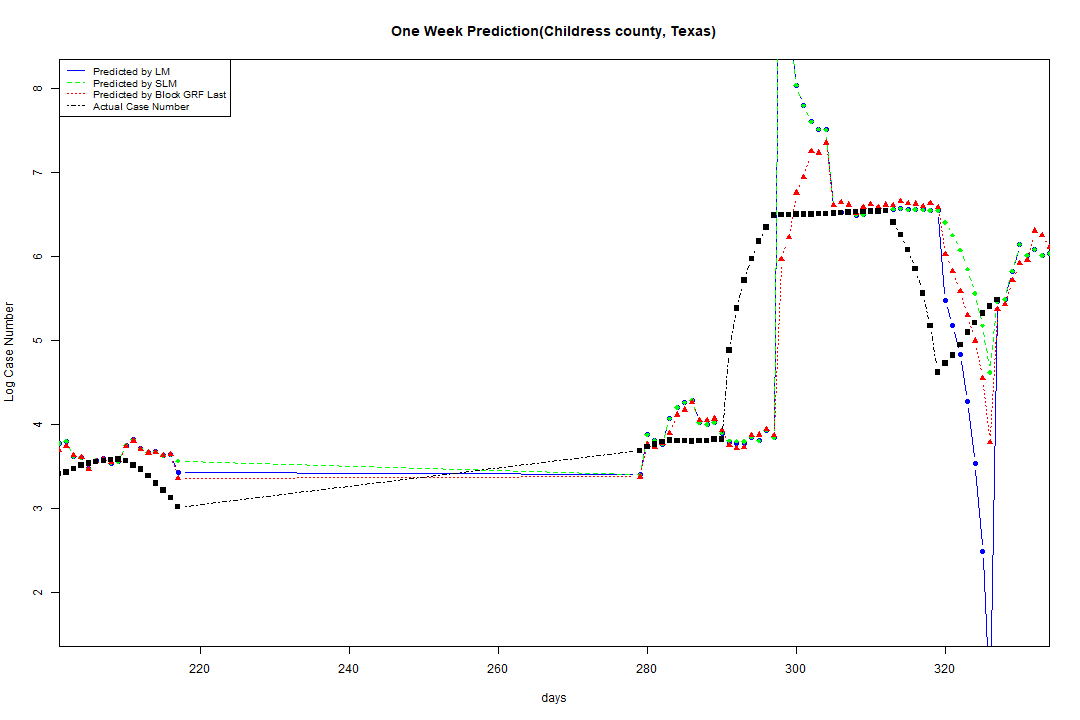 One Week Prediction(Childress county, Texas)
Predicted by LM
Predicted by SLM
Predicted by Block GRF Last
Actual Case Number
8
7
6
5
4
3
2
Log Case Number
220 240 260 280 300 320
days